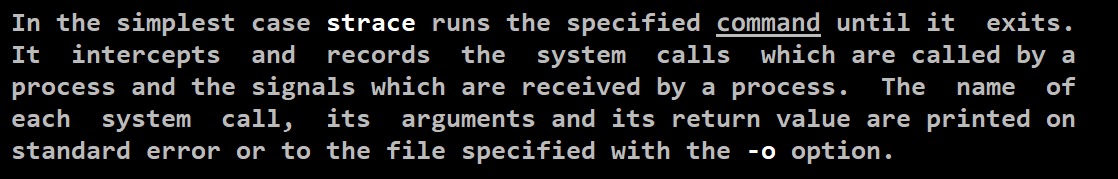 In the simplest case strace runs the specified command until it  exits.
It  intercepts  and  records  the  system  calls  which are called by a
process and the signals which are received by a process.  The  name  of
each  system  call,  its  arguments and its return value are printed on
standard error or to the file specified with the -o option.